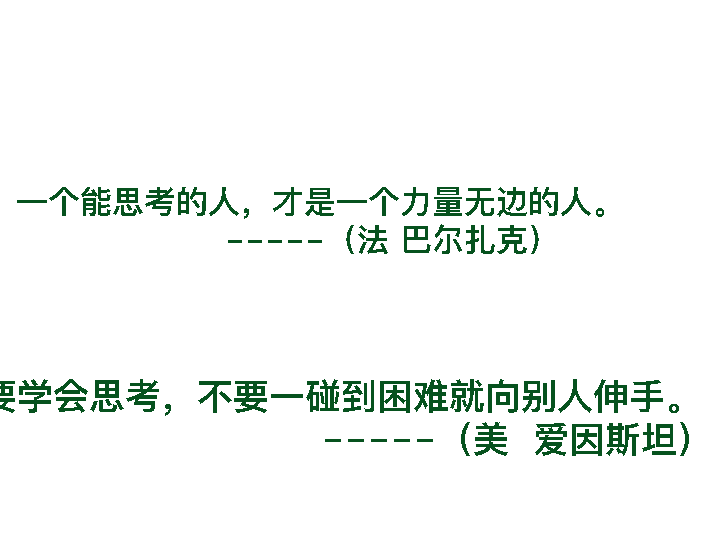 一个能思考的人，才是一个力量无边的人。
-----（法 巴尔扎克）
要学会思考，不要一碰到困难就向别人伸手。
-----（美 爱因斯坦）